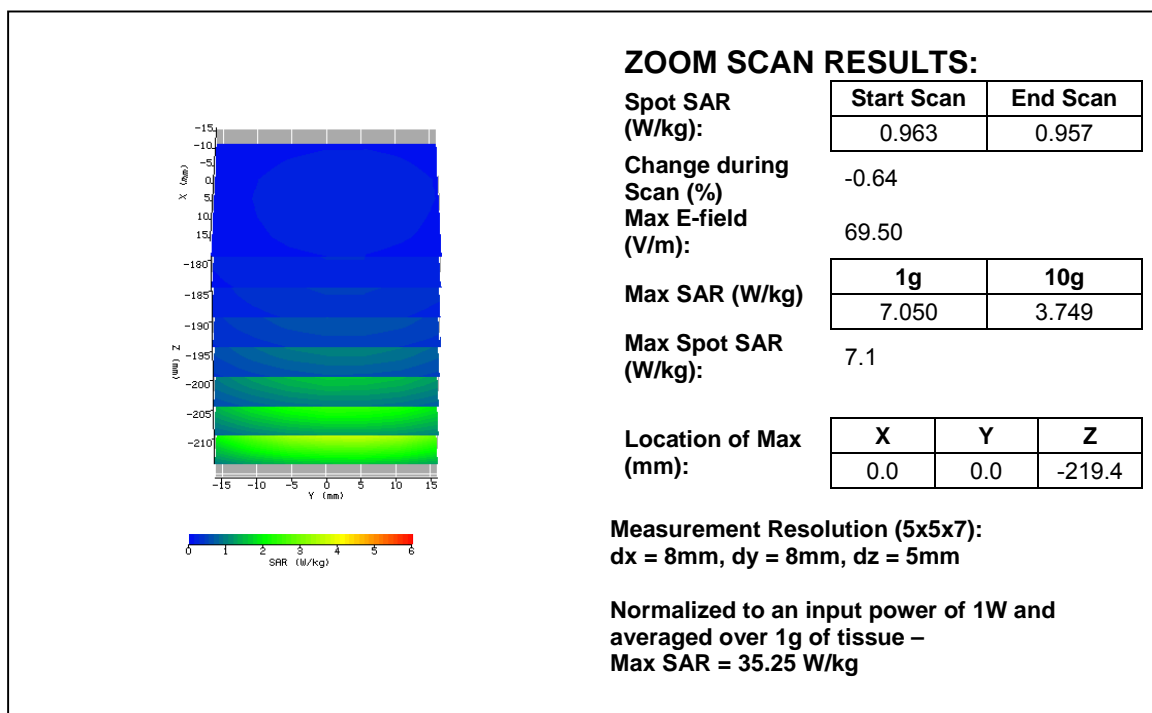 ZOOM SCAN RESULTS:
Spot SAR
(W/kg):
Start Scan End Scan
0.963 0.957
Change during
Scan (%)
-0.64
Max E-field
(V/m):
69.50
Max SAR (W/kg)
1g 10g
7.050 3.749
Max Spot SAR
(W/kg):
7.1
Location of Max
(mm):
X Y Z
0.0 0.0 -219.4
Measurement Resolution (5x5x7):
dx = 8mm, dy = 8mm, dz = 5mm
Normalized to an input power of 1W and
averaged over 1g of tissue –
Max SAR = 35.25 W/kg
-15
-10
-5
0
5
10
15
X (mm)
-180
-185
-190
-195
-200
-205
-210
Z (mm)
-15 -10 -5 0 5 10 15
Y (mm)
0 1 2 3 4 5 6
SAR (W/kg)